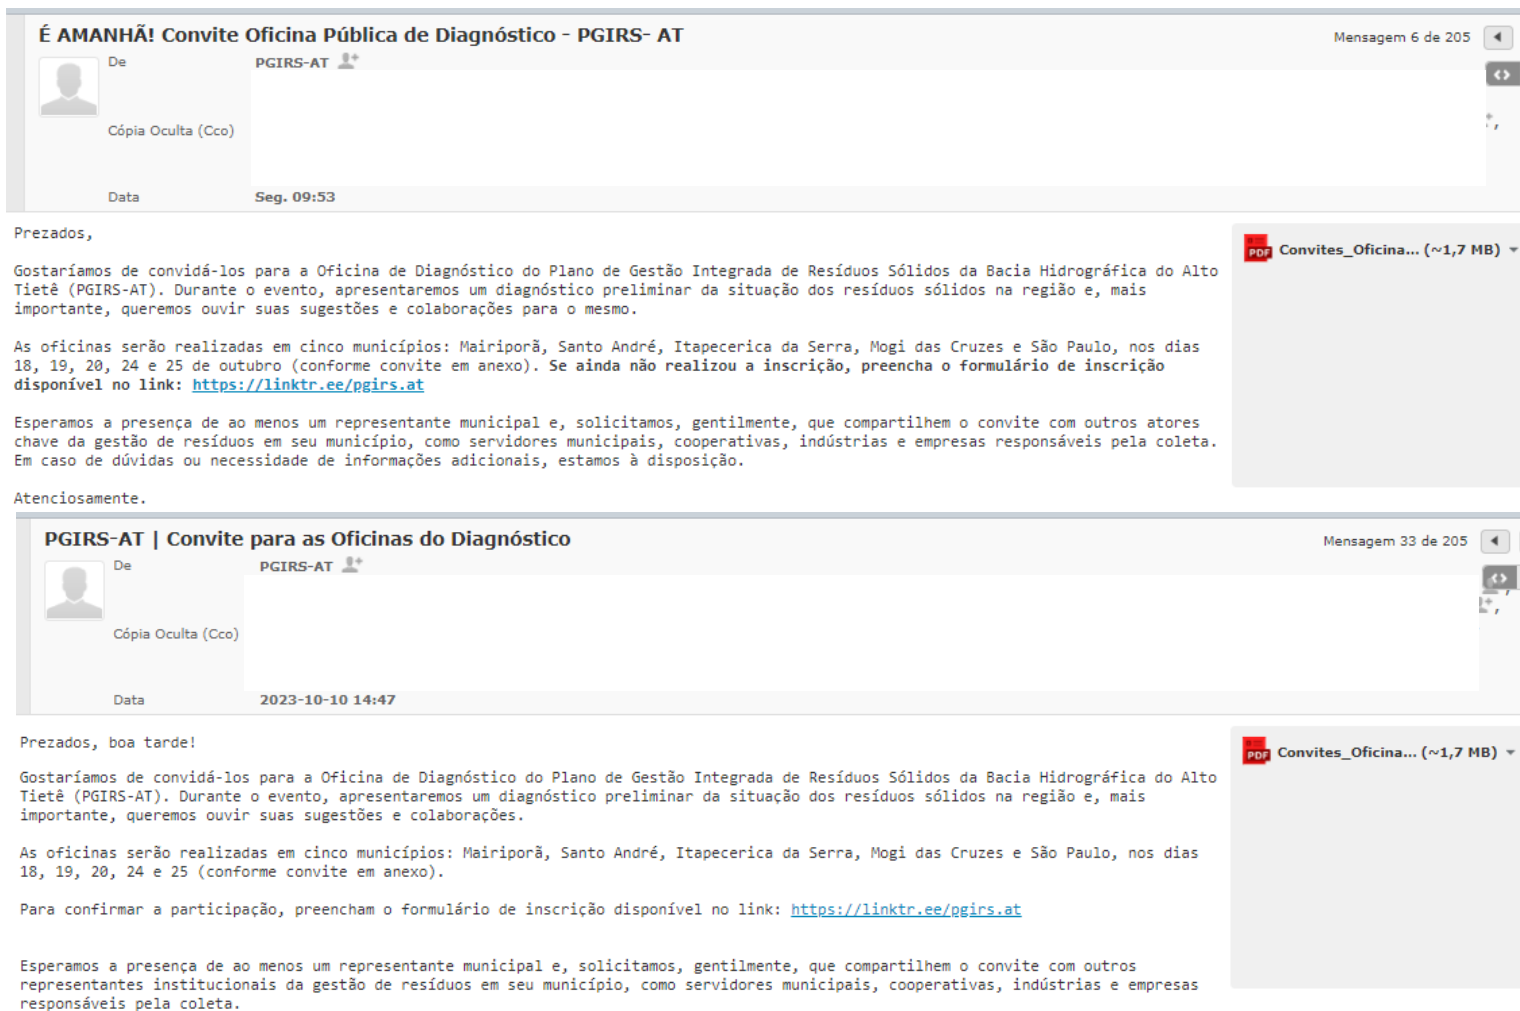 É AMANHÃ! Convite Oficina Pública de Diagnóstico - PGIRS- AT
Mensagem 6 de 205
De
PGIRS-AT
Cópia Oculta (Cco)
,
Data
Seg. 09:53
Prezados,
PDF Convites_Oficina... (~1,7 MB)
Gostaríamos de convidá-los para a Oficina de Diagnóstico do Plano de Gestão Integrada de Resíduos Sólidos da Bacia Hidrográfica do Alto
Tietê (PGIRS-AT). Durante o evento, apresentaremos um diagnóstico preliminar da situação dos resíduos sólidos na região e, mais
importante, queremos ouvir suas sugestões e colaborações para o mesmo.
As oficinas serão realizadas em cinco municípios: Mairiporã, Santo André, Itapecerica da Serra, Mogi das Cruzes e São Paulo, nos dias
18, 19, 20, 24 e 25 de outubro (conforme convite em anexo). Se ainda não realizou a inscrição, preencha o formulário de inscrição
disponível no link: https://linktr.ee/pgirs.at
Esperamos a presença de ao menos um representante municipal e, solicitamos, gentilmente, que compartilhem o convite com outros atores
chave da gestão de resíduos em seu município, como servidores municipais, cooperativas, indústrias e empresas responsáveis pela coleta.
Em caso de dúvidas ou necessidade de informações adicionais, estamos à disposição.
Atenciosamente.
PGIRS-AT | Convite para as Oficinas do Diagnóstico
Mensagem 33 de 205
De
PGIRS-AT
,
,
Cópia Oculta (Cco)
Data
2023-10-10 14:47
Prezados, boa tarde!
PDF Convites_Oficina... (~1,7 MB)
Gostaríamos de convidá-los para a Oficina de Diagnóstico do Plano de Gestão Integrada de Resíduos Sólidos da Bacia Hidrográfica do Alto
Tietê (PGIRS-AT). Durante o evento, apresentaremos um diagnóstico preliminar da situação dos resíduos sólidos na região e, mais
importante, queremos ouvir suas sugestões e colaborações.
As oficinas serão realizadas em cinco municípios: Mairiporã, Santo André, Itapecerica da Serra, Mogi das Cruzes e São Paulo, nos dias
18, 19, 20, 24 e 25 (conforme convite em anexo).
Para confirmar a participação, preencham o formulário de inscrição disponível no link: https://linktr.ee/pgirs.at
Esperamos a presença de ao menos um representante municipal e, solicitamos, gentilmente, que compartilhem o convite com outros
representantes institucionais da gestão de resíduos em seu município, como servidores municipais, cooperativas, indústrias e empresas
responsáveis pela coleta.